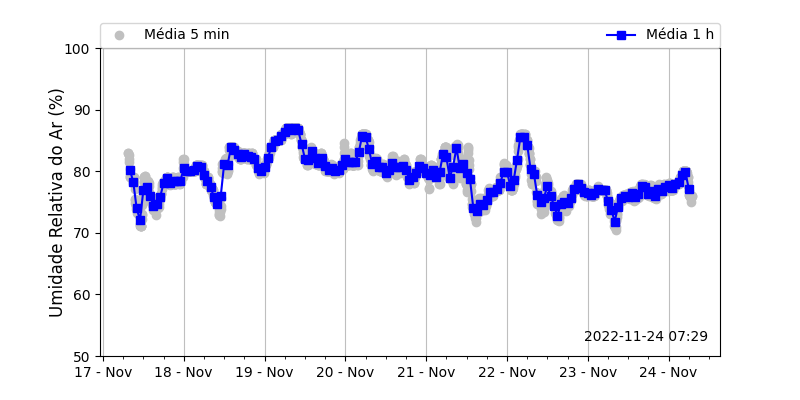 Média 5 min
Média 1 h
100
90
80
70
60
50
Umidade Relativa do Ar (%)
2022-11-24 07:29
17 - Nov
18 - Nov
19 - Nov
20 - Nov
21 - Nov
22 - Nov
23 - Nov
24 - Nov